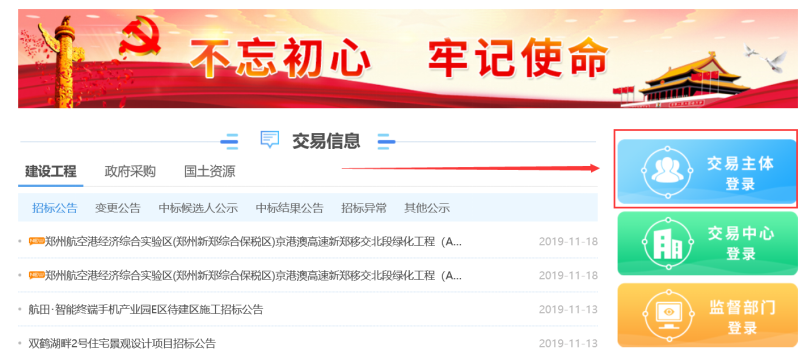 不忘初心 牢记使命
交易信息
建设工程 政府采购 国土资源
招标公告 变更公告 中标候选人公示 中标结果公告 招标异常 其他公示
郑州航空港经济综合实验区(郑州新郑综合保税区)京港澳高速新郑移交北段绿化工程（A... 2019-11-18
郑州航空港经济综合实验区(郑州新郑综合保税区)京港澳高速新郑移交北段绿化工程（A... 2019-11-18
航田·智能终端手机产业园E区待建区施工招标公告 2019-11-13
双鹤湖畔2号住宅景观设计项目招标公告 2019-11-13
交易主体
登录
交易中心
登录
监督部门
登录